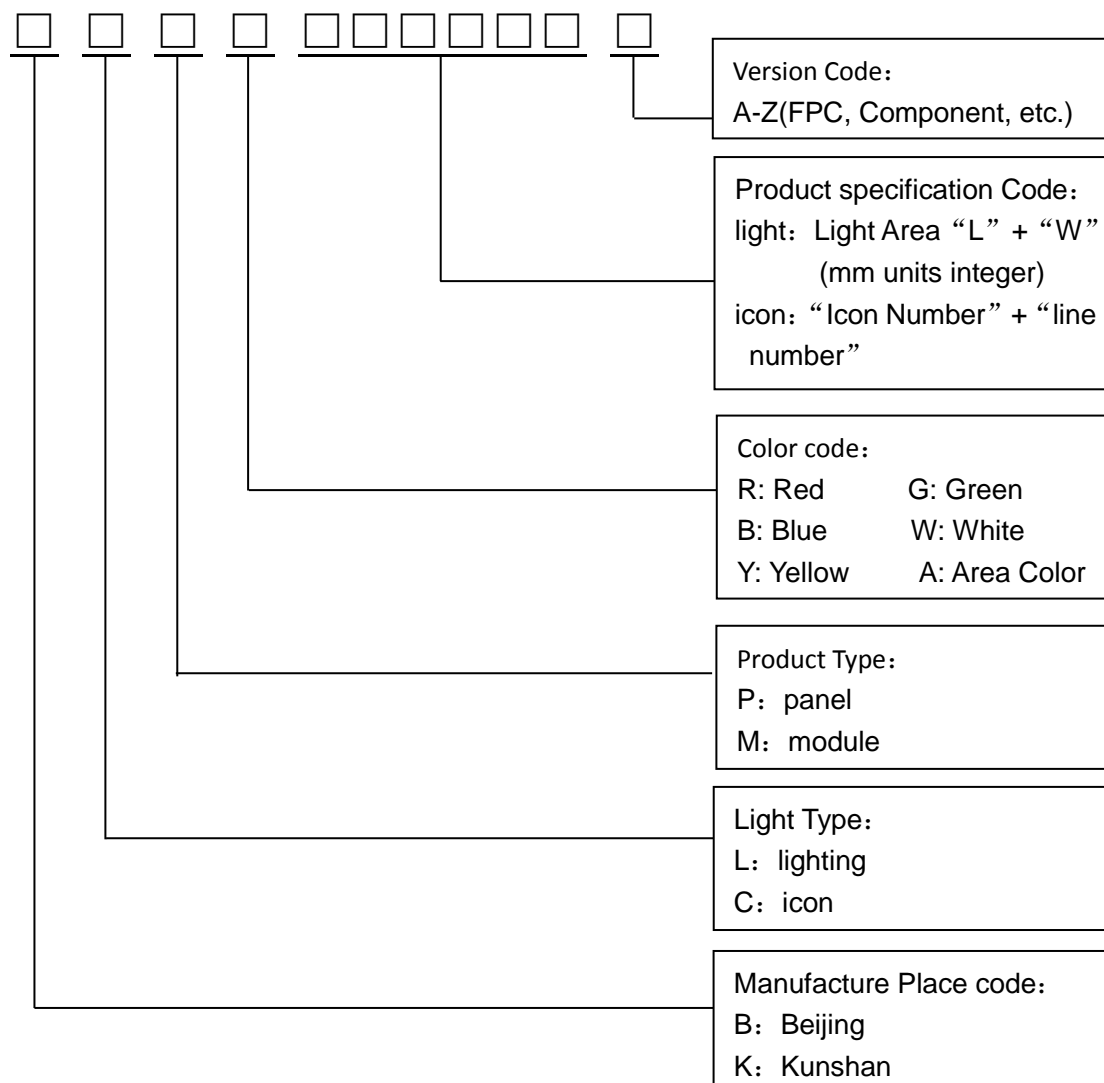 □ □ □ □ □□□□□□ □
Version Code：
A-Z(FPC, Component, etc.)
Product specification Code：
light：Light Area “L” + “W”
(mm units integer)
icon：“Icon Number” + “line
number”
Color code：
R: Red G: Green
B: Blue W: White
Y: Yellow A: Area Color
Product Type：
P：panel
M：module
Light Type：
L：lighting
C：icon
Manufacture Place code：
B：Beijing
K：Kunshan